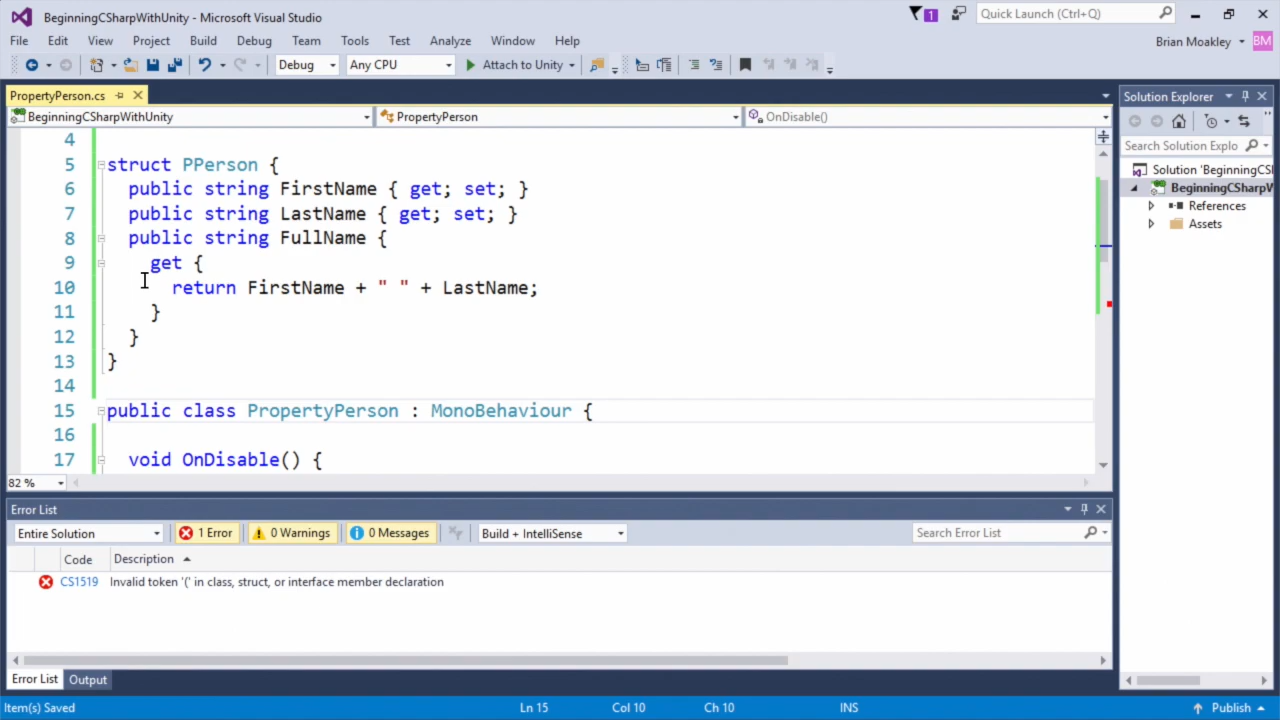 BeginningCSharpWithUnity - Microsoft Visual Studio
1
Quick Launch (Ctrl+Q)
File Edit View Project Build Debug Team Tools Test Analyze Window Help
Brian Moakley BM
Debug Any CPU Attach to Unity
PropertyPerson.cs
Solution Explorer
BeginningCSharpWithUnity PropertyPerson OnDisable()
Search Solution Explo
4
5 struct PPerson {
6 public string FirstName { get; set; }
7 public string LastName { get; set; }
8 public string FullName {
9 get {
10 return FirstName + " " + LastName;
11 }
12 }
13 }
14
15 public class PropertyPerson : MonoBehaviour {
16
17 void OnDisable() {
Solution 'BeginningCS
BeginningCSharpW
References
Assets
82 %
Error List
Entire Solution 1 Error 0 Warnings 0 Messages Build + IntelliSense Search Error List
Code Description
CS1519 Invalid token '(' in class, struct, or interface member declaration
Error List Output
Item(s) Saved Ln 15 Col 10 Ch 10 INS Publish